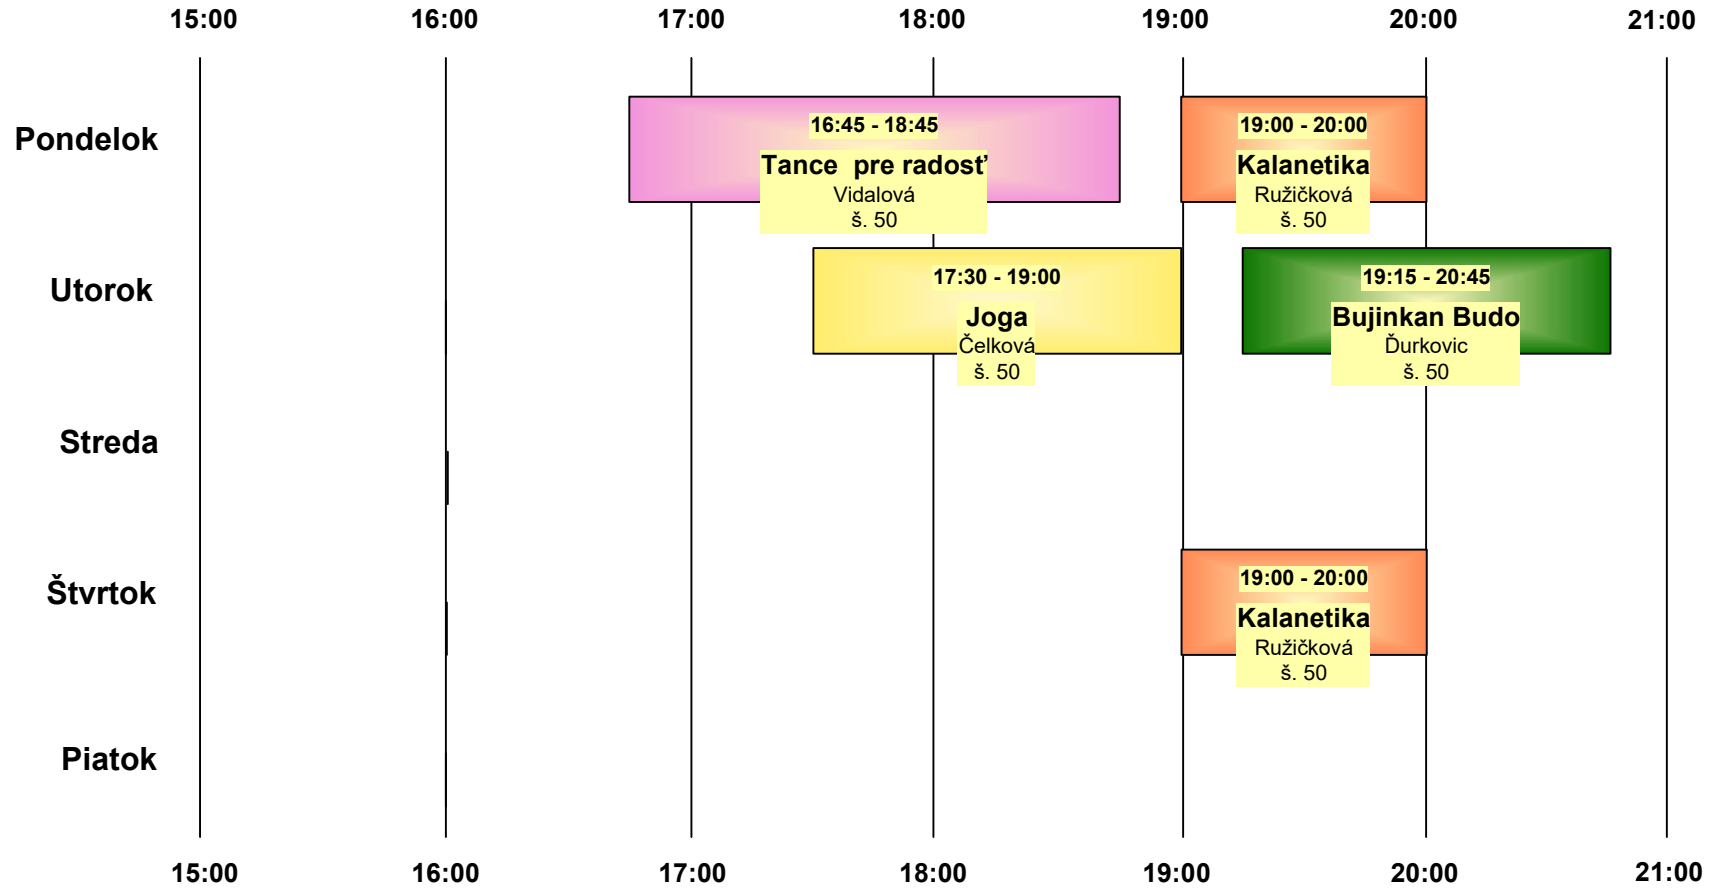 15:00 16:00 17:00 18:00 19:00 20:00 21:00
Pondelok
16:45 - 18:45
Tance  pre radosť
Vidalová
š. 50
19:00 - 20:00
Kalanetika
Ružičková
š. 50
Utorok
17:30 - 19:00
Joga
Čelková
š. 50
19:15 - 20:45
Bujinkan Budo
Ďurkovic
š. 50
Streda
Štvrtok
19:00 - 20:00
Kalanetika
Ružičková
š. 50
Piatok
15:00 16:00 17:00 18:00 19:00 20:00 21:00